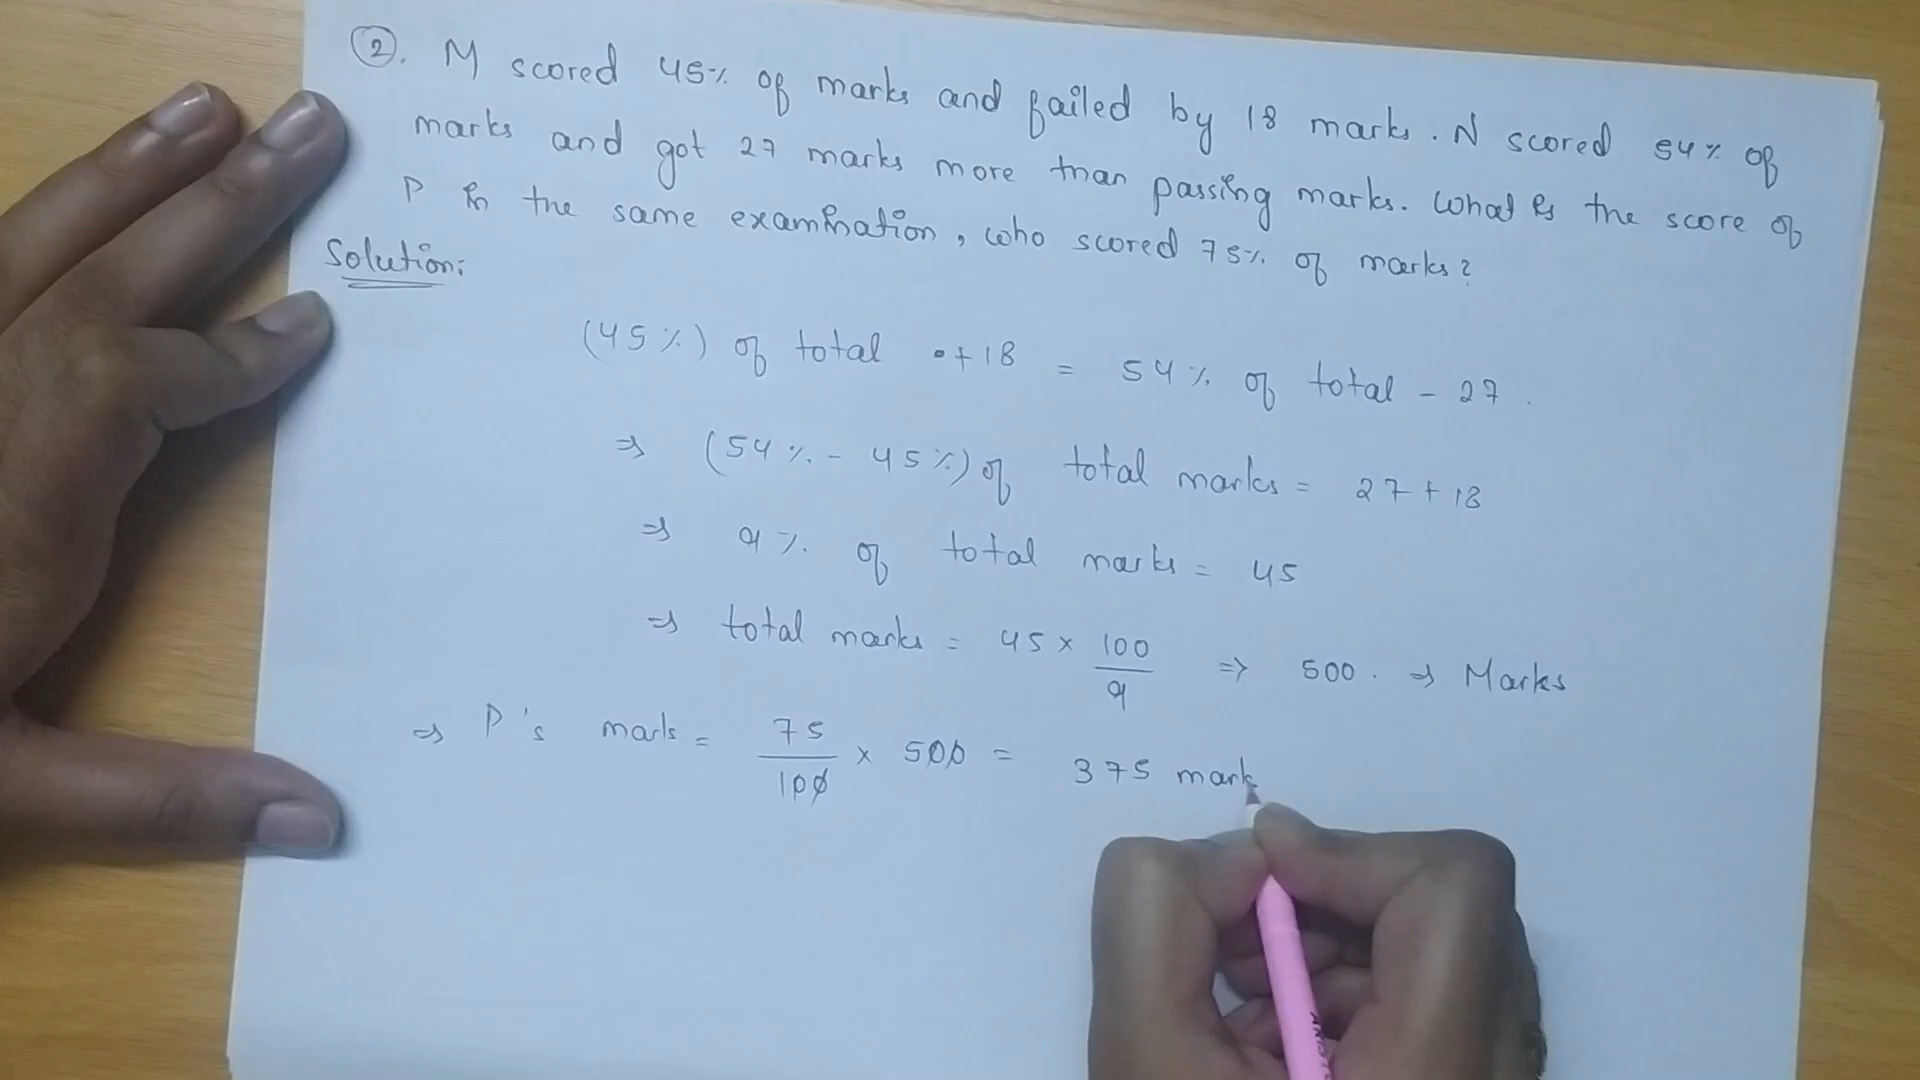 2. M scored 45% of marks and failed by 18 marks. N scored 54% of
marks and got 27 marks more than passing marks. What is the score of
P in the same examination, who scored 75% of marks?
Solution:
(45%) of total + 18 = 54% of total - 27.
⇒ (54% - 45%) of total marks = 27 + 18
⇒ 9% of total marks = 45
⇒ total marks = 45 × 100/9 ⇒ 500. ⇒ Marks
⇒ P's mark = 75/100 × 500 = 375 mark